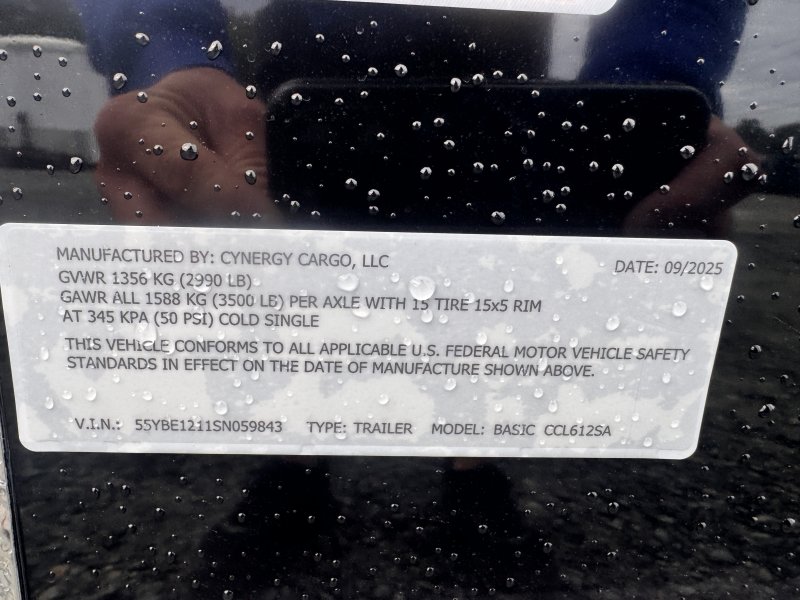 MANUFACTURED BY: CYNERGY CARGO, LLC
DATE: 09/2025
GVWR 1356 KG (2990 LB)
GAWR ALL 1588 KG (3500 LB) PER AXLE WITH 15 TIRE 15x5 RIM
AT 345 KPA (50 PSI) COLD SINGLE
THIS VEHICLE CONFORMS TO ALL APPLICABLE U.S. FEDERAL MOTOR VEHICLE SAFETY
STANDARDS IN EFFECT ON THE DATE OF MANUFACTURE SHOWN ABOVE.
V.I.N.: 55YBE1211SN059843 TYPE: TRAILER MODEL: BASIC CCL612SA